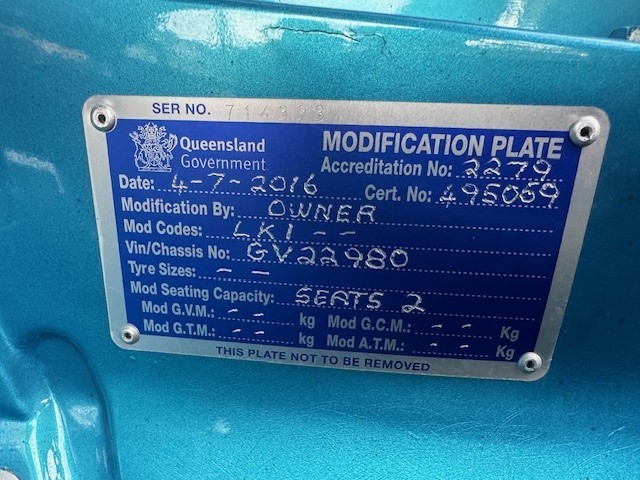 SER NO. 714393
Queensland Government
MODIFICATION PLATE
Accreditation No: 2279
Date: 4-7-2016 Cert. No: 495069
Modification By: OWNER
Mod Codes: LK1 - -
Vin/Chassis No: GV22980
Tyre Sizes: - -
Mod Seating Capacity: SEATS 2
Mod G.V.M.: - - kg Mod G.C.M.: - - Kg
Mod G.T.M.: - - kg Mod A.T.M.: - - Kg
THIS PLATE NOT TO BE REMOVED